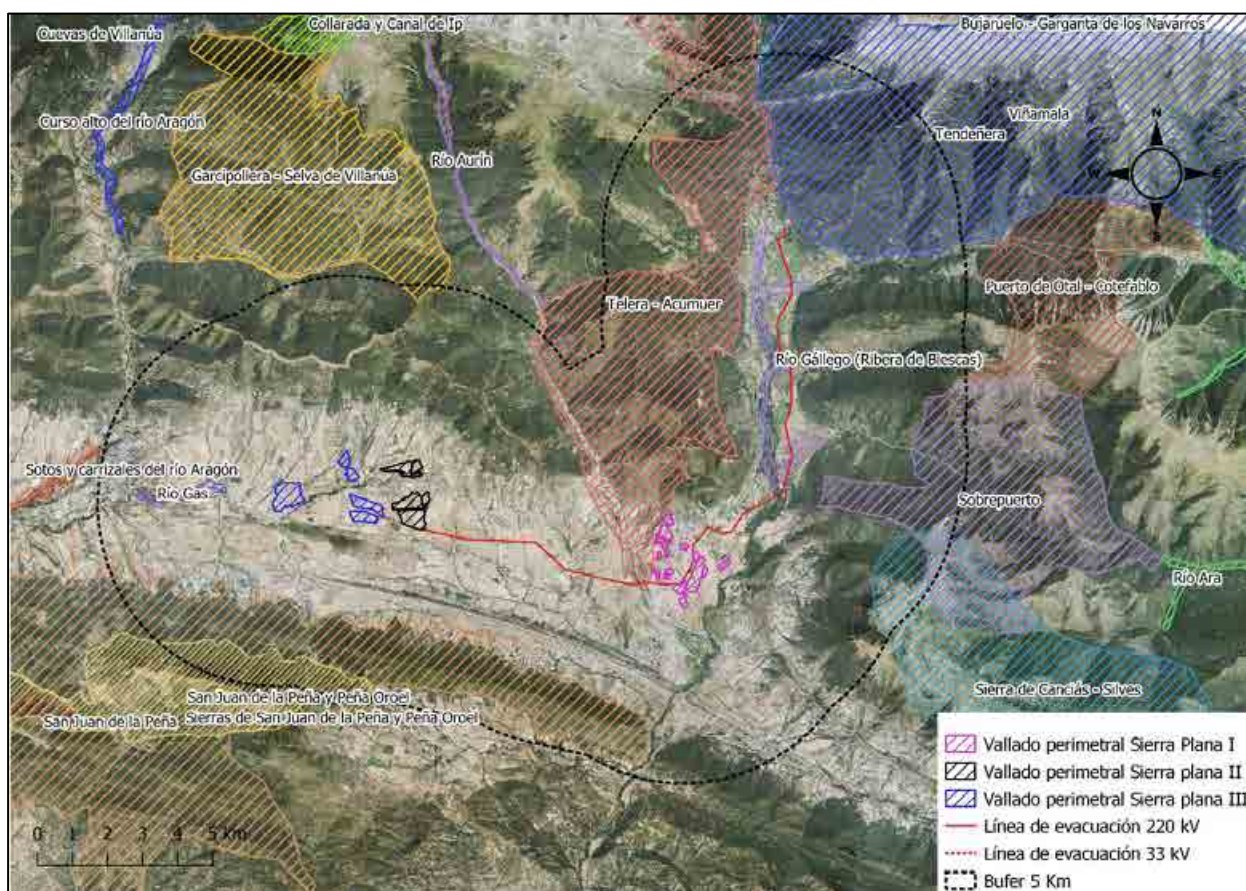 Cuevas de Villanúa
Collarada y Canal de Ip
Bujaruelo - Garganta de los Navarros
Curso alto del río Aragón
Viñamala
Tendeñera
N
Río Aurín
Garcipollera - Selva de Villanúa
W
E
S
Telera - Acumuer
Puerto de Otal - Cotefablo
Río Gállego (Ribera de Biescas)
Sotos y carrizales del río Aragón
Río Gas
Sobrepuerto
Río Ara
San Juan de la Peña y Peña Oroel
Sierra de Canciás - Silves
San Juan de la Peña
Sierras de San Juan de la Peña y Peña Oroel
Vallado perimetral Sierra Plana I
Vallado perimetral Sierra plana II
Vallado perimetral Sierra plana III
Línea de evacuación 220 kV
Línea de evacuación 33 kV
Bufer 5 Km
0 1 2 3 4 5 km